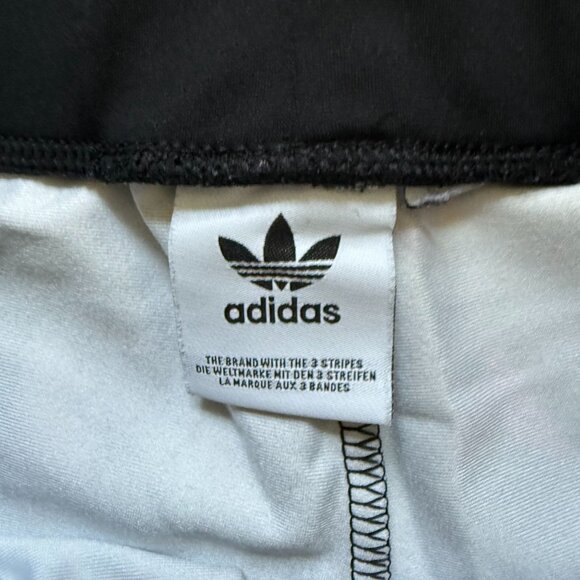 adidas
THE BRAND WITH THE 3 STRIPES
DIE WELTMARKE MIT DEN 3 STREIFEN
LA MARQUE AUX 3 BANDES